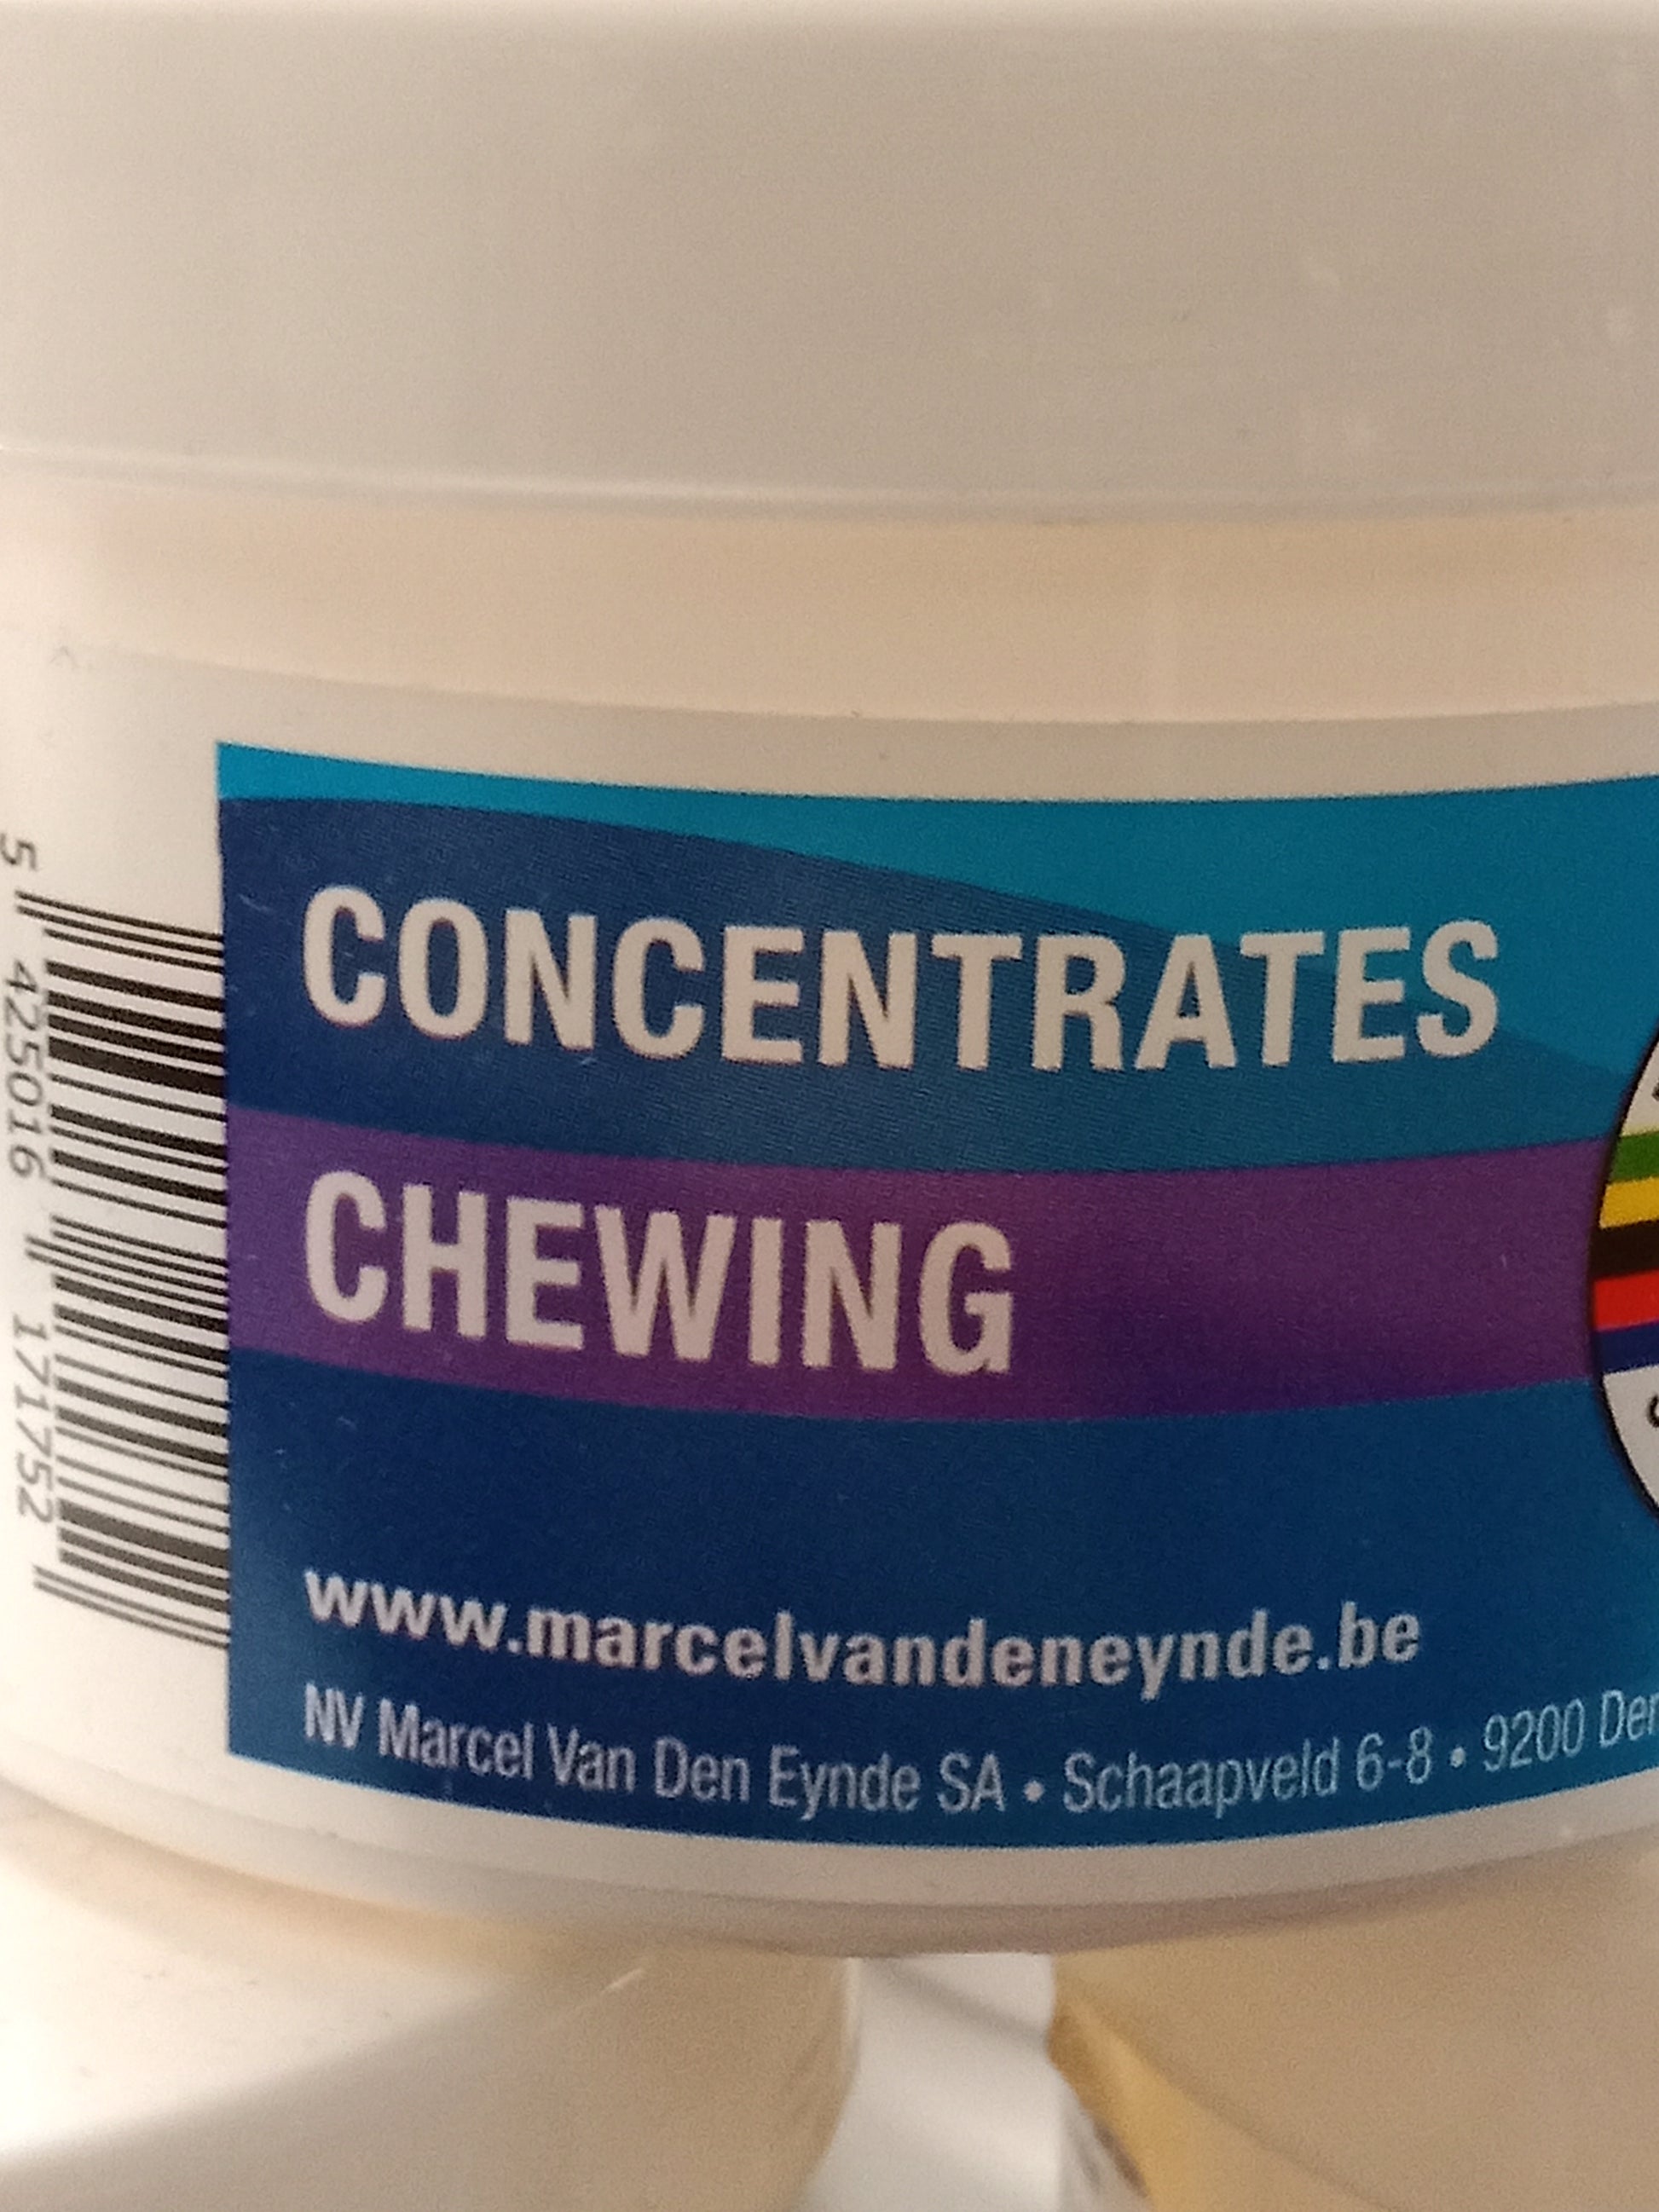 CONCENTRATES
CHEWING
www.marcelvandeneynde.be
NV Marcel Van Den Eynde SA • Schaapveld 6-8 • 9200
5 425016 171752